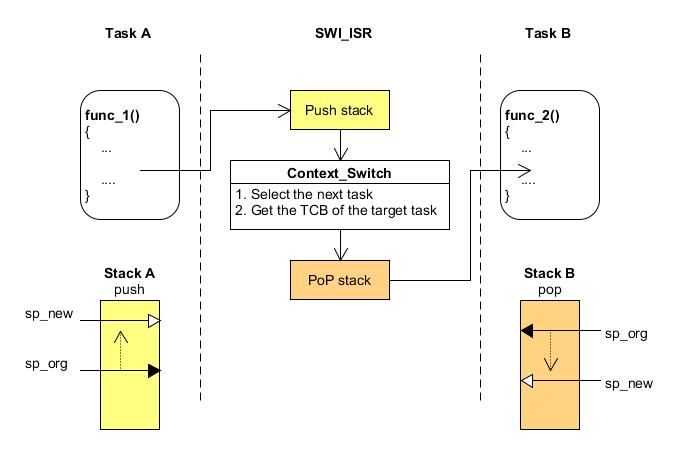 Task A
SWI_ISR
Task B
func_1()
{
...
....
}
Push stack
Context_Switch
1. Select the next task
2. Get the TCB of the target task
PoP stack
func_2()
{
...
....
}
Stack A
push
sp_new
sp_org
Stack B
pop
sp_org
sp_new